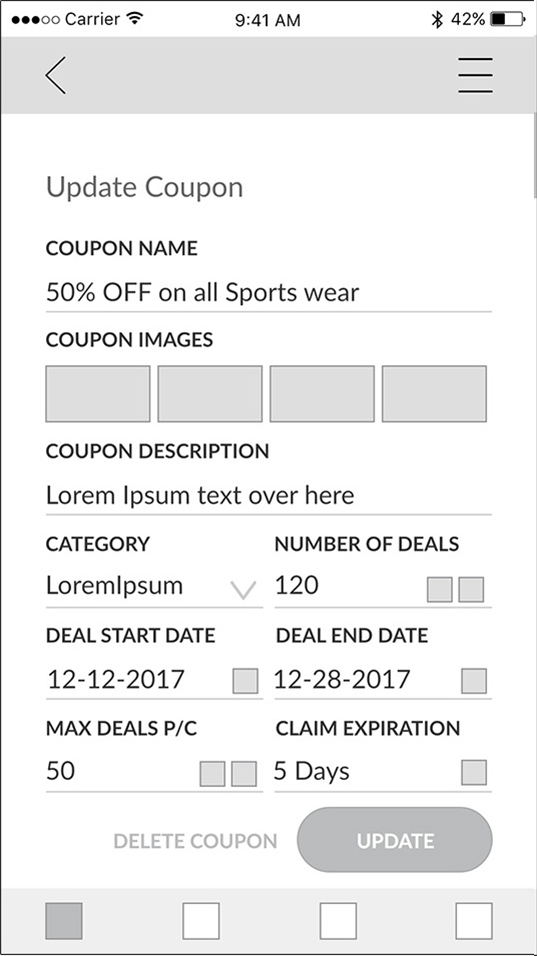 Carrier 9:41 AM 42%
Update Coupon
COUPON NAME
50% OFF on all Sports wear
COUPON IMAGES
COUPON DESCRIPTION
Lorem Ipsum text over here
CATEGORY NUMBER OF DEALS
LoremIpsum 120
DEAL START DATE DEAL END DATE
12-12-2017 12-28-2017
MAX DEALS P/C CLAIM EXPIRATION
50 5 Days
DELETE COUPON UPDATE